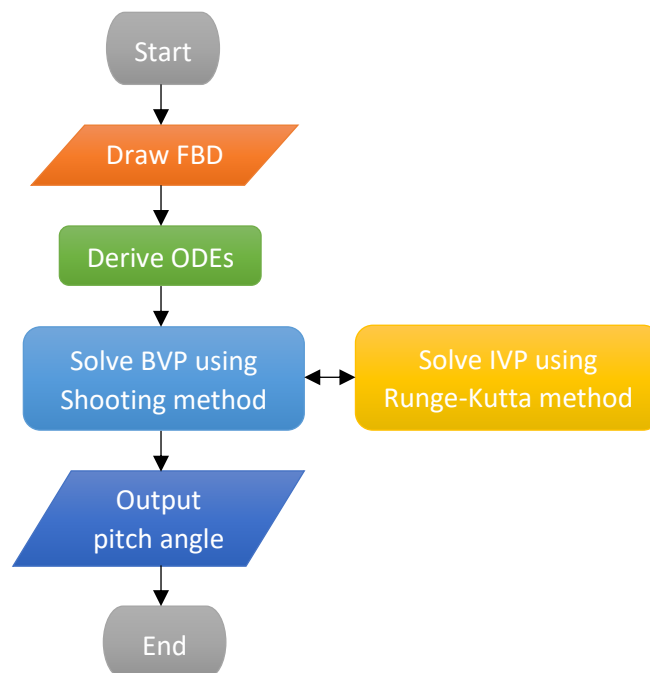 Start
Draw FBD
Derive ODEs
Solve BVP using
Shooting method
Solve IVP using
Runge-Kutta method
Output
pitch angle
End